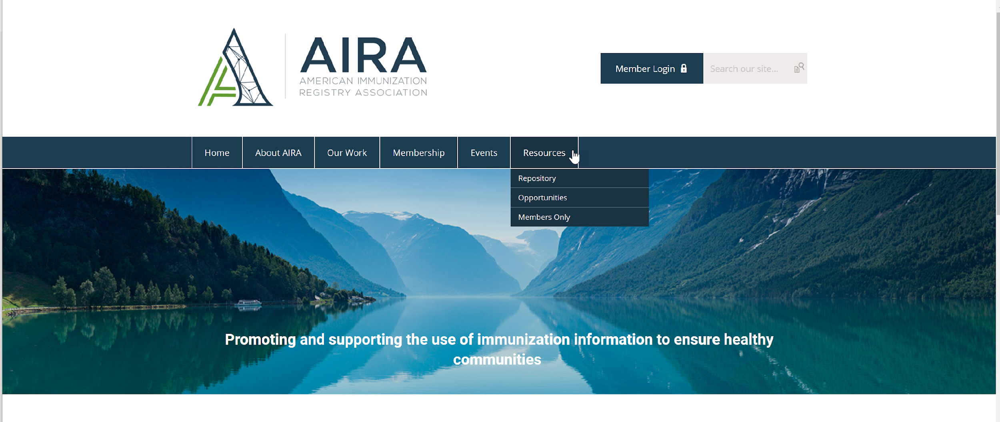 AIRA
AMERICAN IMMUNIZATION
REGISTRY ASSOCIATION
Member Login
Search our site...
Home
About AIRA
Our Work
Membership
Events
Resources
Repository
Opportunities
Members Only
Promoting and supporting the use of immunization information to ensure healthy
communities